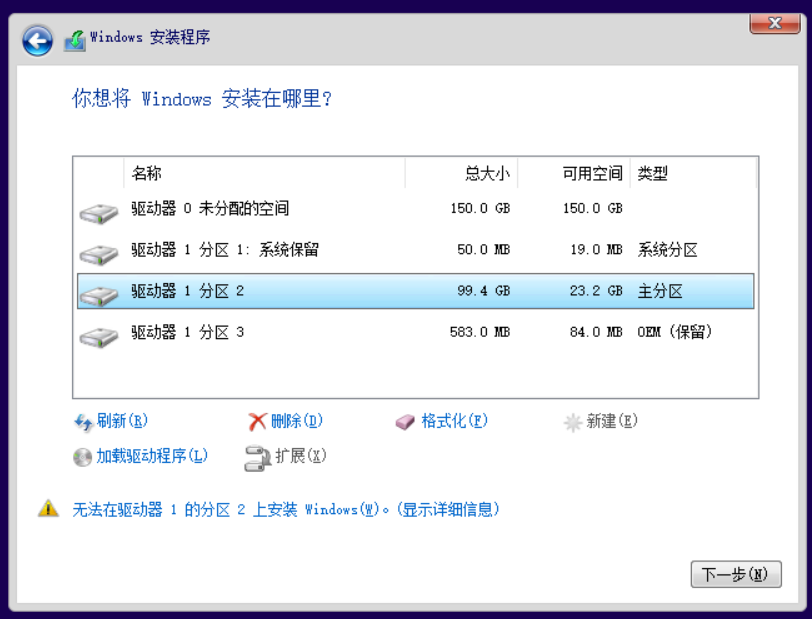 Windows 安装程序
你想将 Windows 安装在哪里?
名称 总大小 可用空间 类型
驱动器 0 未分配的空间 150.0 GB 150.0 GB
驱动器 1 分区 1: 系统保留 50.0 MB 19.0 MB 系统分区
驱动器 1 分区 2 99.4 GB 23.2 GB 主分区
驱动器 1 分区 3 583.0 MB 84.0 MB OEM (保留)
刷新(R) 删除(D) 格式化(F) 新建(E)
加载驱动程序(L) 扩展(X)
无法在驱动器 1 的分区 2 上安装 Windows(W)。(显示详细信息)
下一步(N)